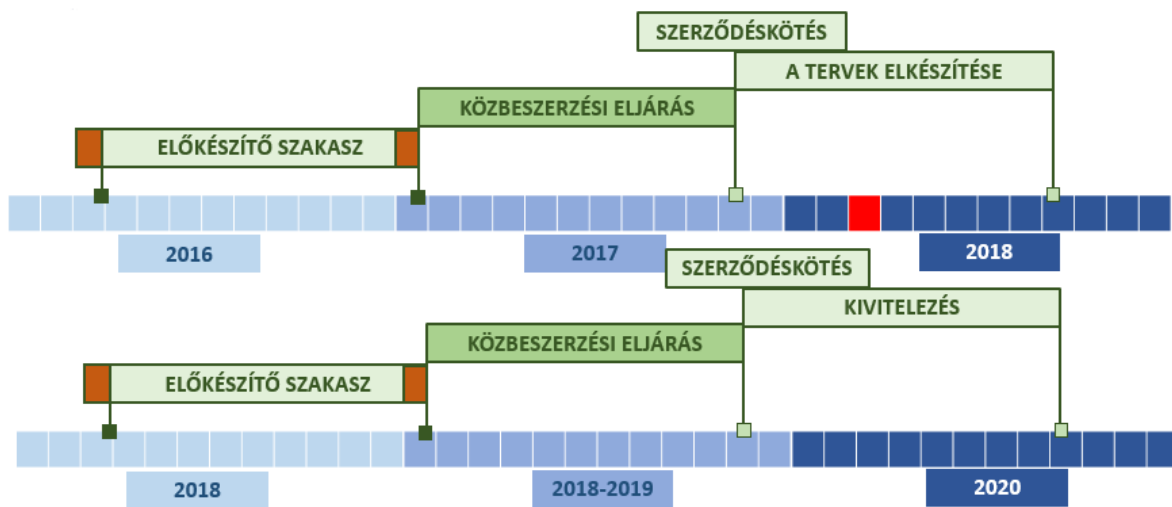 SZERZŐDÉSKÖTÉS
A TERVEK ELKÉSZÍTÉSE
KÖZBESZERZÉSI ELJÁRÁS
ELŐKÉSZÍTŐ SZAKASZ
2016
2017
2018
SZERZŐDÉSKÖTÉS
KIVITELEZÉS
KÖZBESZERZÉSI ELJÁRÁS
ELŐKÉSZÍTŐ SZAKASZ
2018
2018-2019
2020